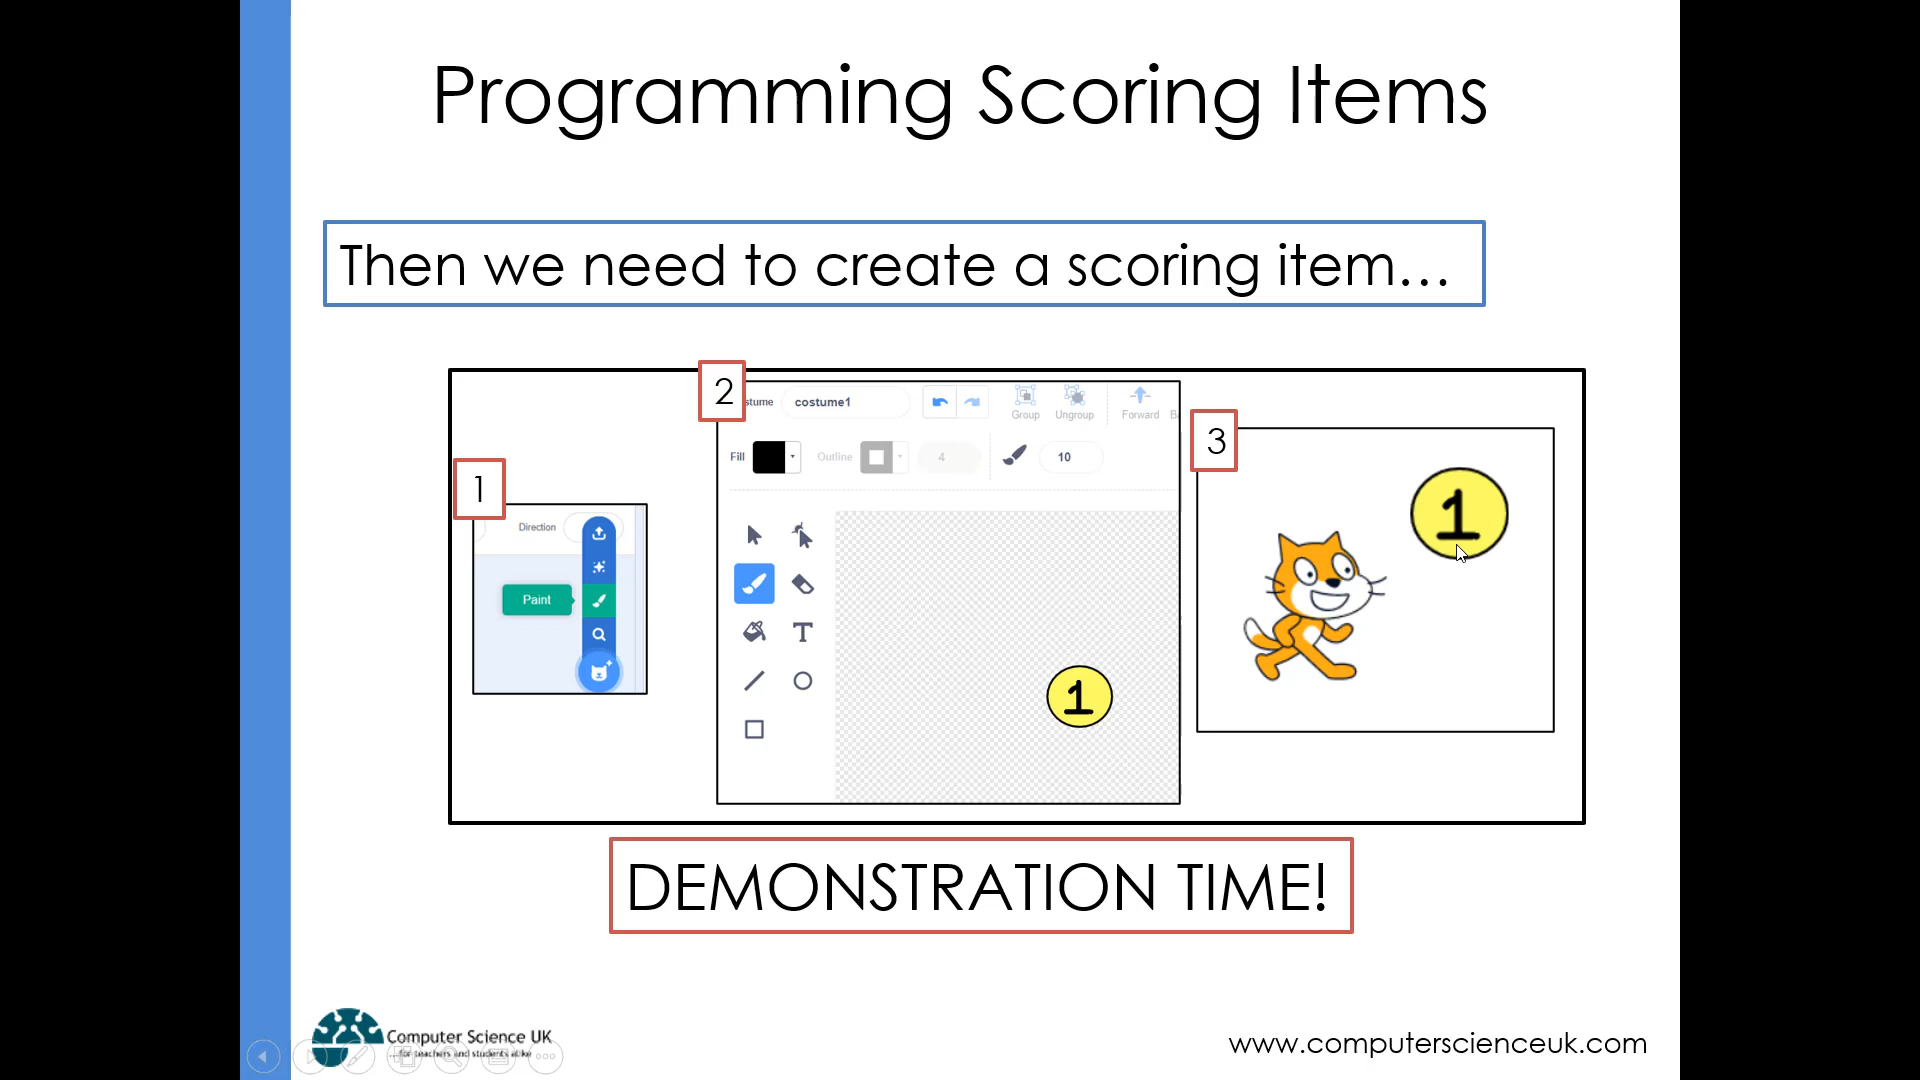 Programming Scoring Items
Then we need to create a scoring item...
1
Direction
Paint
2
stume
costume1
Group
Ungroup
Forward
Fill
Outline
4
10
1
3
1
DEMONSTRATION TIME!
Computer Science UK
...for teachers and students alike
www.computerscienceuk.com